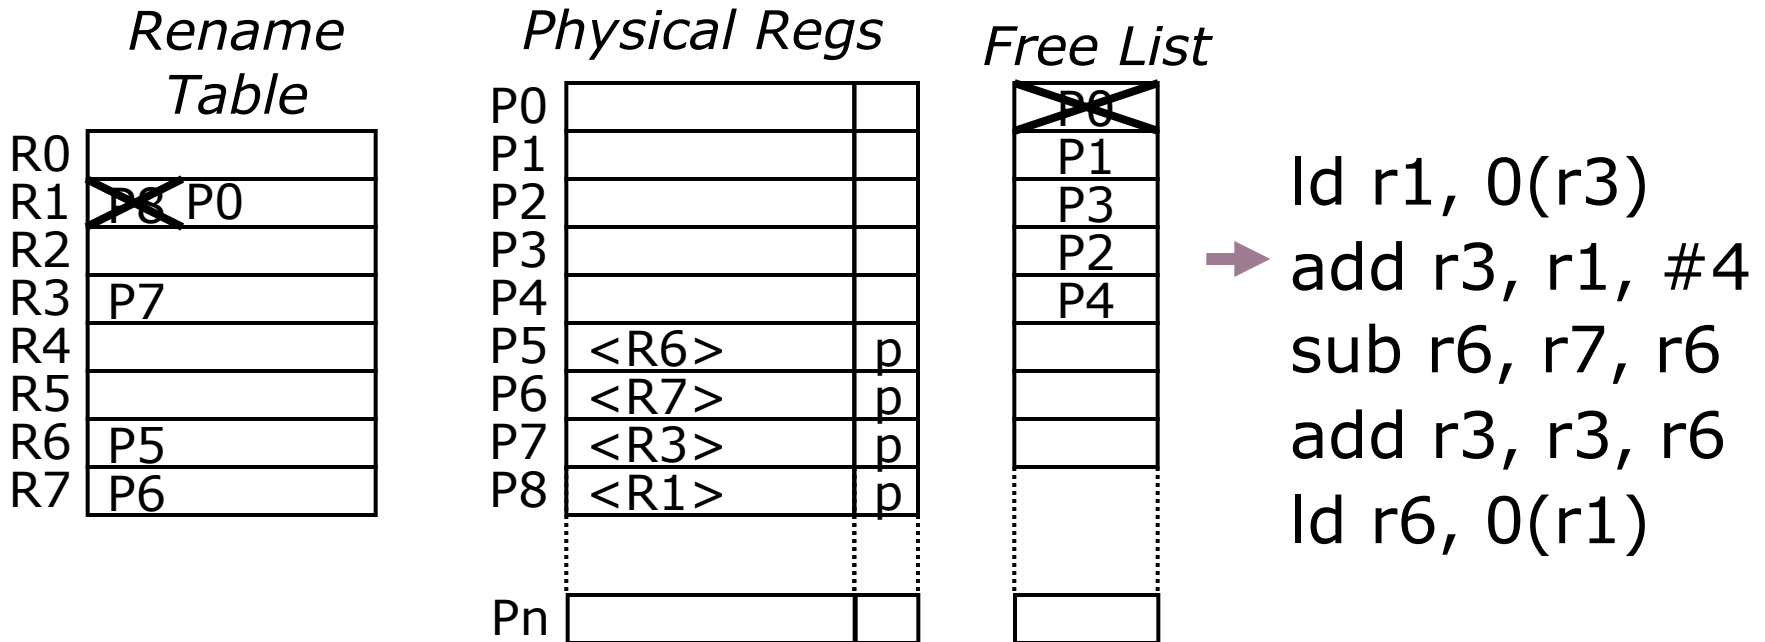 Rename
Table
R0
R1 P8 P0
R2
R3 P7
R4
R5
R6 P5
R7 P6
Physical Regs
P0
P1
P2
P3
P4
P5 <R6> p
P6 <R7> p
P7 <R3> p
P8 <R1> p
Pn
Free List
P0
P1
P3
P2
P4
ld r1, 0(r3)
add r3, r1, #4
sub r6, r7, r6
add r3, r3, r6
ld r6, 0(r1)